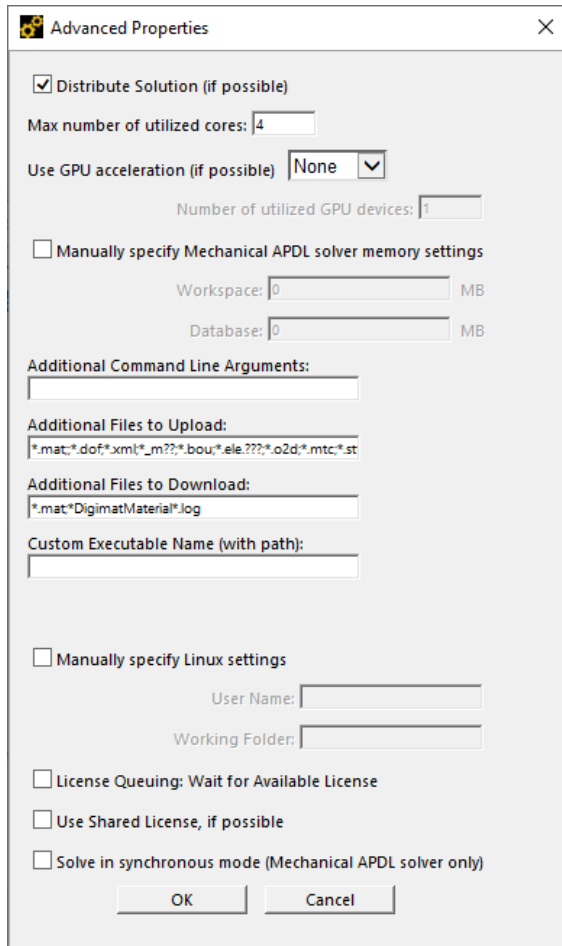 Advanced Properties
Distribute Solution (if possible)
Max number of utilized cores: 4
Use GPU acceleration (if possible) None
Number of utilized GPU devices: 1
Manually specify Mechanical APDL solver memory settings
Workspace: 0 MB
Database: 0 MB
Additional Command Line Arguments:
Additional Files to Upload:
*.mat;*.dof;*.xml;*_m??;*.bou;*.ele.???;*.o2d;*.mtc;*.st
Additional Files to Download:
*.mat;*DigimatMaterial*.log
Custom Executable Name (with path):
Manually specify Linux settings
User Name:
Working Folder:
License Queuing: Wait for Available License
Use Shared License, if possible
Solve in synchronous mode (Mechanical APDL solver only)
OK Cancel